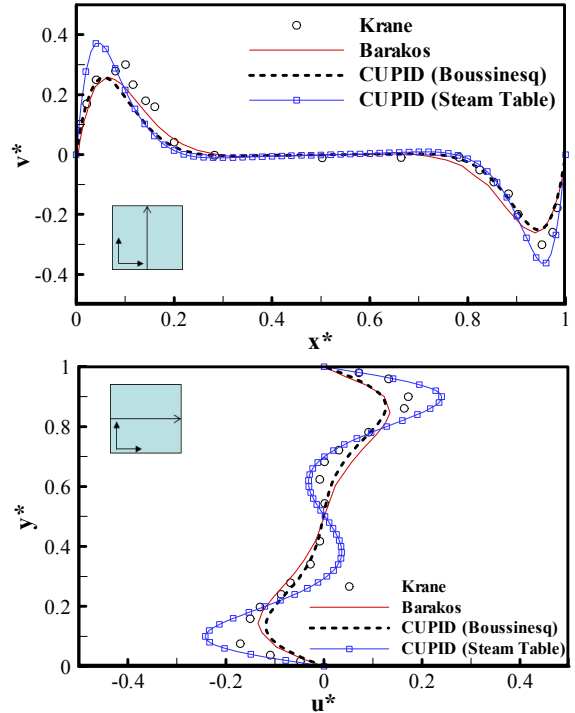 Krane
Barakos
CUPID (Boussinesq)
CUPID (Steam Table)
v*
0.4
0.2
0
-0.2
-0.4
0 0.2 0.4 0.6 0.8 1
x*
y*
1
0.8
0.6
0.4
0.2
0
Krane
Barakos
CUPID (Boussinesq)
CUPID (Steam Table)
-0.4 -0.2 0 0.2 0.4
u*